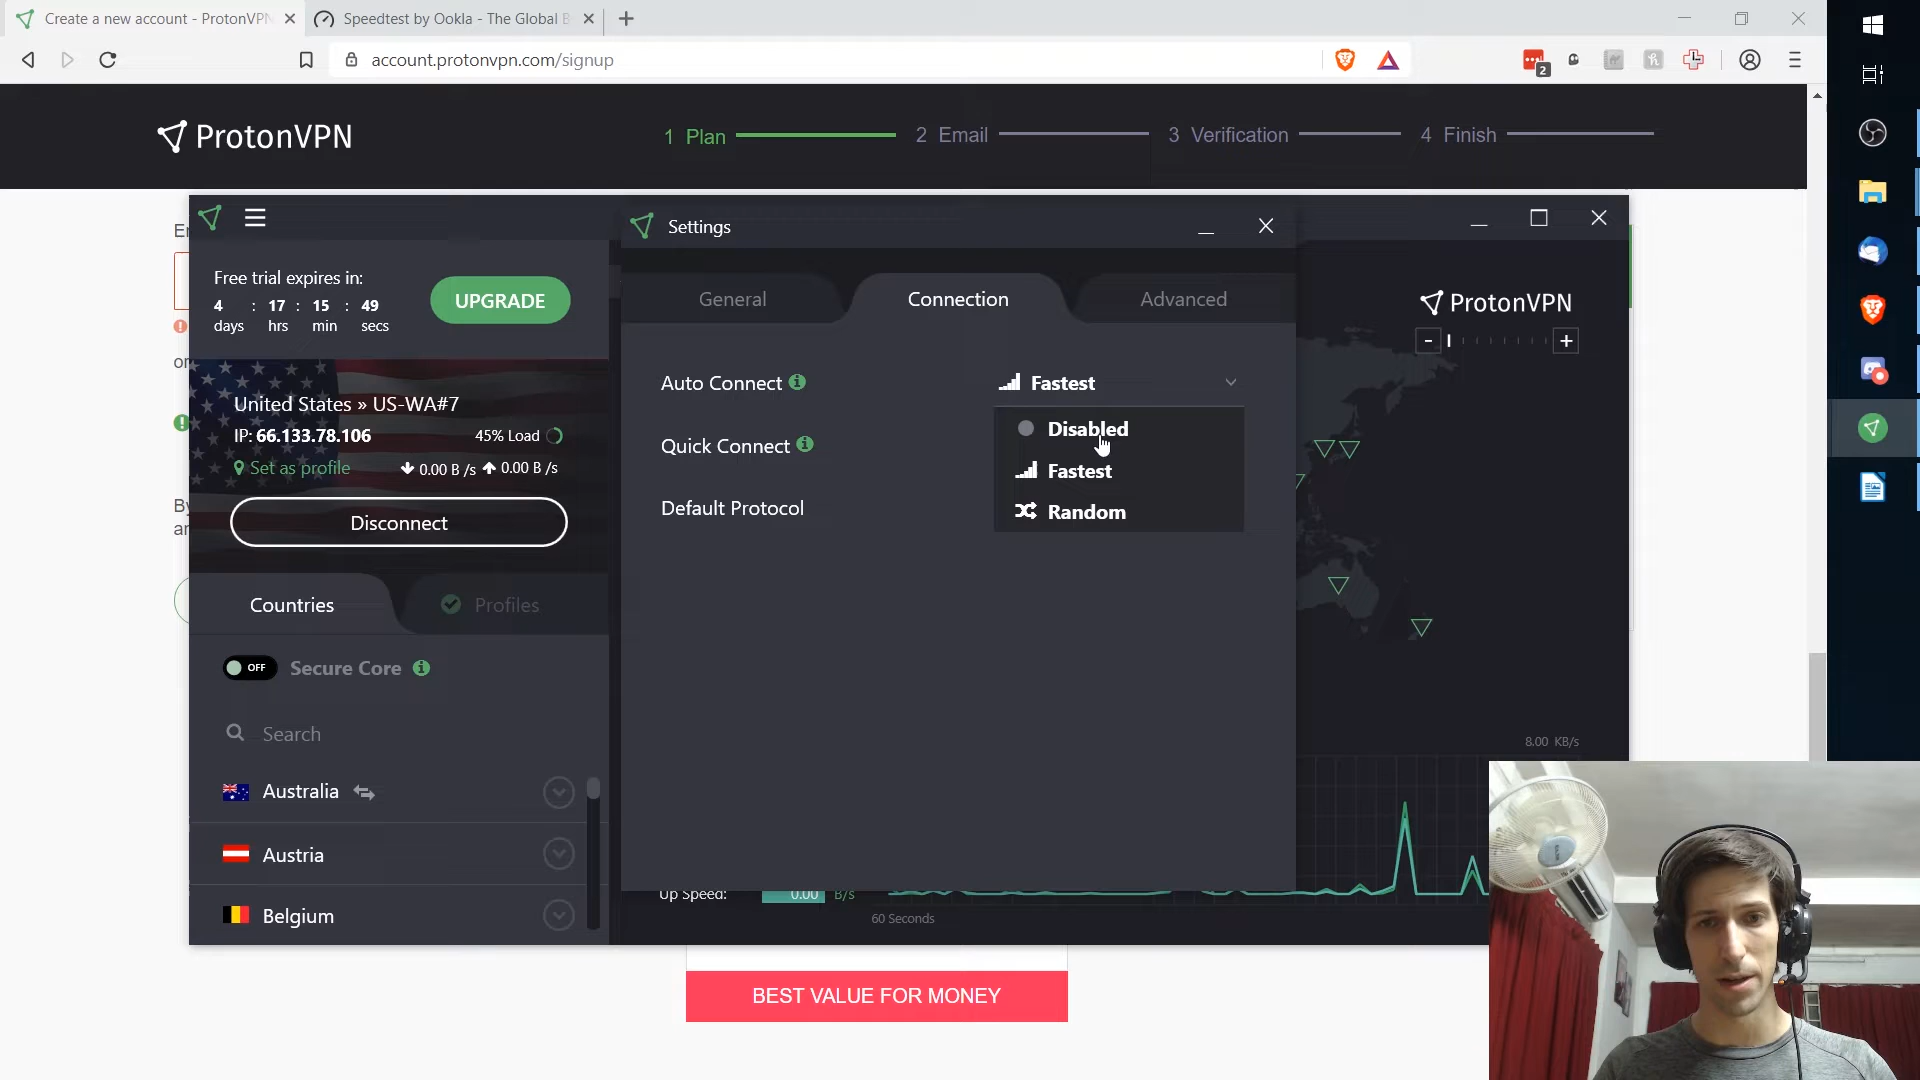 Create a new account - ProtonVPN
Speedtest by Ookla - The Global B
account.protonvpn.com/signup
2
ProtonVPN
1 Plan
2 Email
3 Verification
4 Finish
Settings
Free trial expires in:
4 : 17 : 15 : 49
days hrs min secs
UPGRADE
General
Connection
Advanced
ProtonVPN
- +
Auto Connect
Fastest
United States » US-WA#7
IP: 66.133.78.106
45% Load
Disabled
Quick Connect
Set as profile
0.00 B /s 0.00 B /s
Fastest
Default Protocol
Random
By
Disconnect
Countries
Profiles
OFF
Secure Core
Search
8.00 KB/s
Australia
Austria
Up Speed: 0.00 B/s
Belgium
60 Seconds
BEST VALUE FOR MONEY